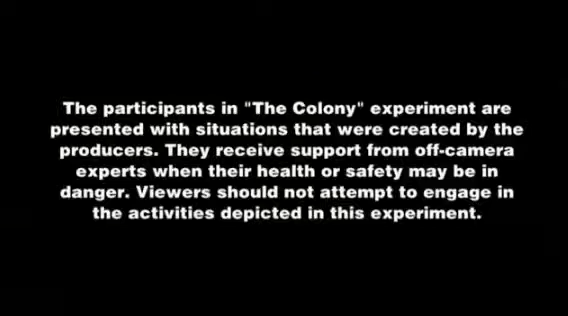 The participants in "The Colony" experiment are
presented with situations that were created by the
producers. They receive support from off-camera
experts when their health or safety may be in
danger. Viewers should not attempt to engage in
the activities depicted in this experiment.